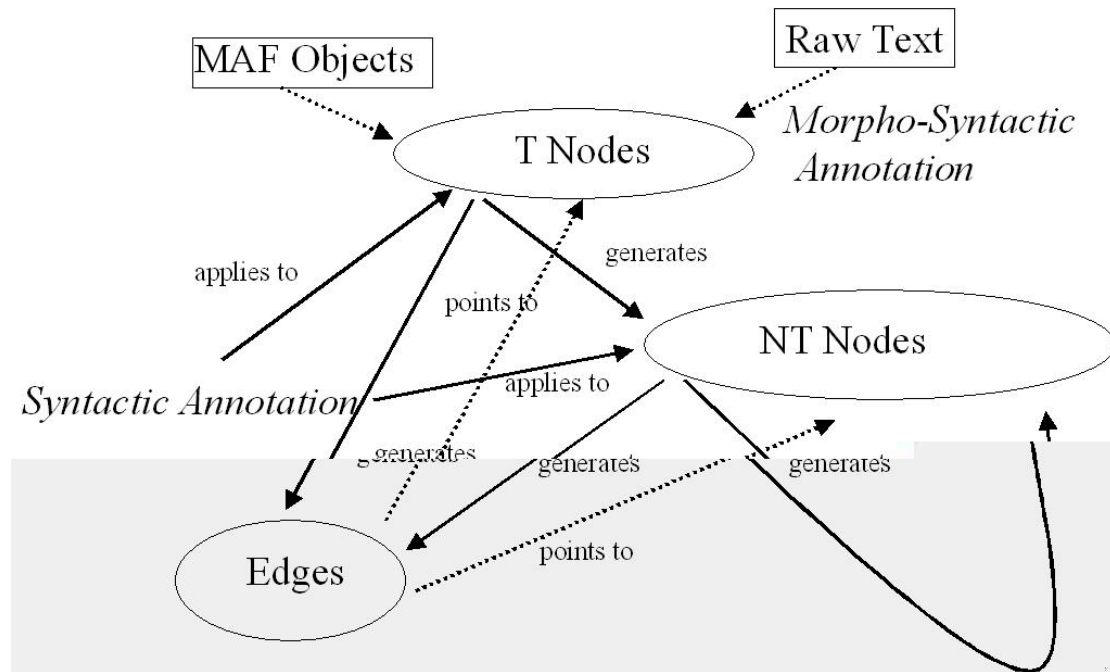 MAF Objects
Raw Text
T Nodes
Morpho-Syntactic
Annotation
generates
applies to
points to
NT Nodes
applies to
Syntactic Annotation
generates
generates
generates
points to
Edges